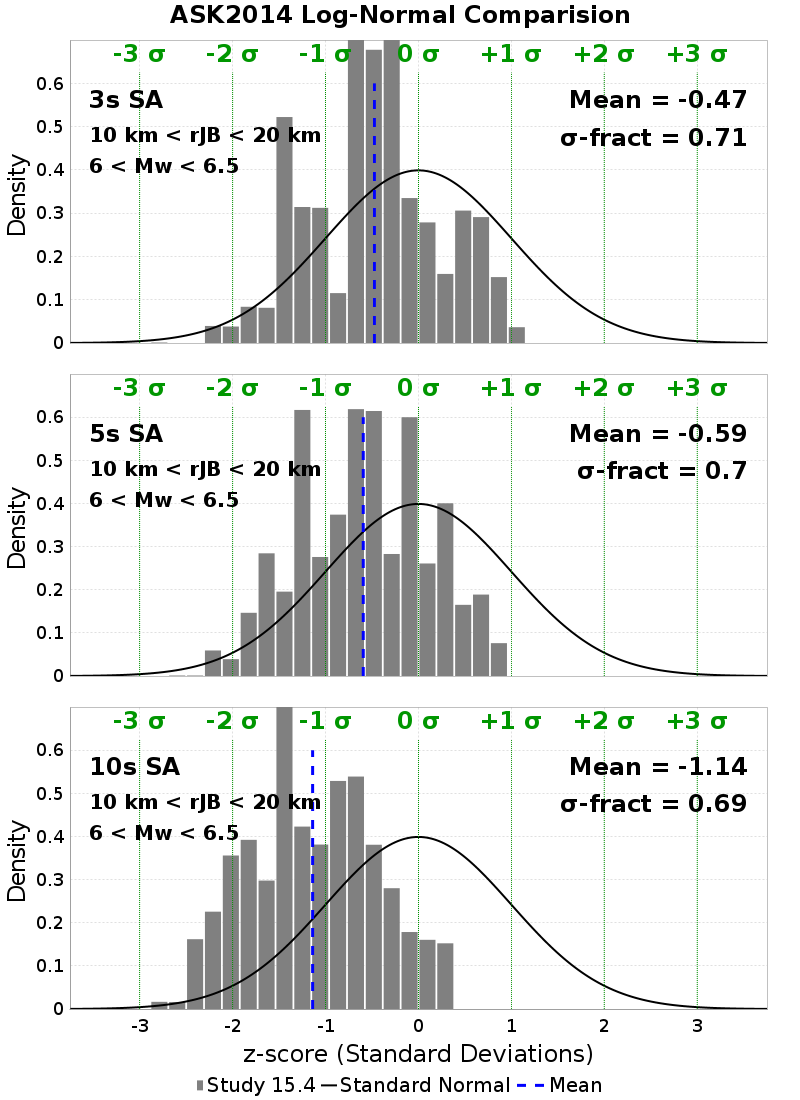 ASK2014 Log-Normal Comparision
-3 σ -2 σ -1 σ 0 σ +1 σ +2 σ +3 σ
3s SA
10 km < rJB < 20 km
6 < Mw < 6.5
Mean = -0.47
σ-fract = 0.71
0.6
0.5
0.4
0.3
0.2
0.1
0
Density
-3 σ -2 σ -1 σ 0 σ +1 σ +2 σ +3 σ
5s SA
10 km < rJB < 20 km
6 < Mw < 6.5
Mean = -0.59
σ-fract = 0.7
0.6
0.5
0.4
0.3
0.2
0.1
0
Density
-3 σ -2 σ -1 σ 0 σ +1 σ +2 σ +3 σ
10s SA
10 km < rJB < 20 km
6 < Mw < 6.5
Mean = -1.14
σ-fract = 0.69
0.6
0.5
0.4
0.3
0.2
0.1
0
Density
-3 -2 -1 0 1 2 3
z-score (Standard Deviations)
Study 15.4 Standard Normal Mean